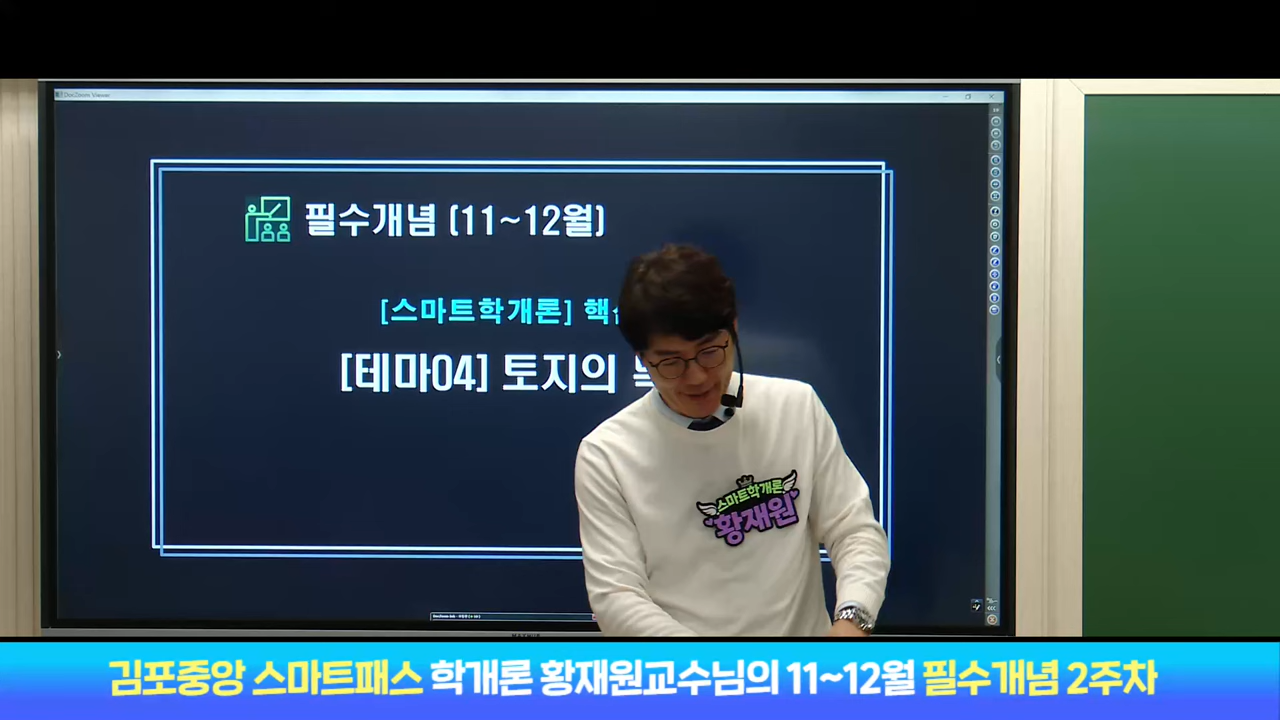 DocZoom Viewer
필수개념 (11~12월)
[스마트학개론]
[테마04] 토지의
스마트학개론
황재원
김포중앙 스마트패스 학개론 황재원교수님의 11~12월 필수개념 2주차